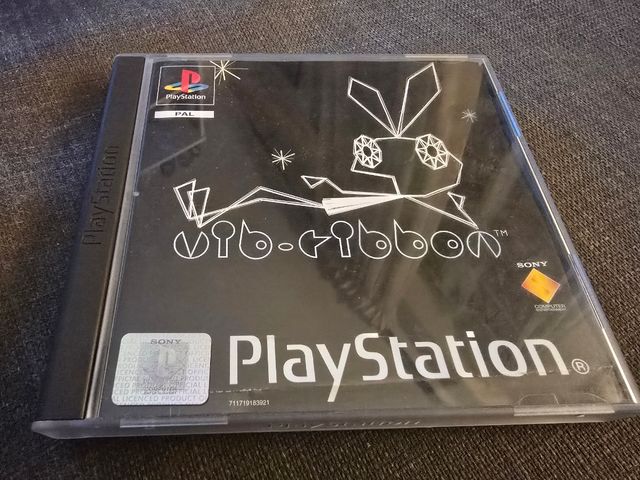 PlayStation
PlayStation
PAL
vib-ribbon™
SONY
COMPUTER
ENTERTAINMENT
SONY
PlayStation®
711719183921